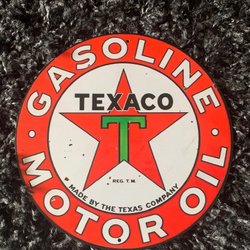 GASOLINE
TEXACO
T
REG. T. M.
MADE BY THE TEXAS COMPANY
MOTOR OIL